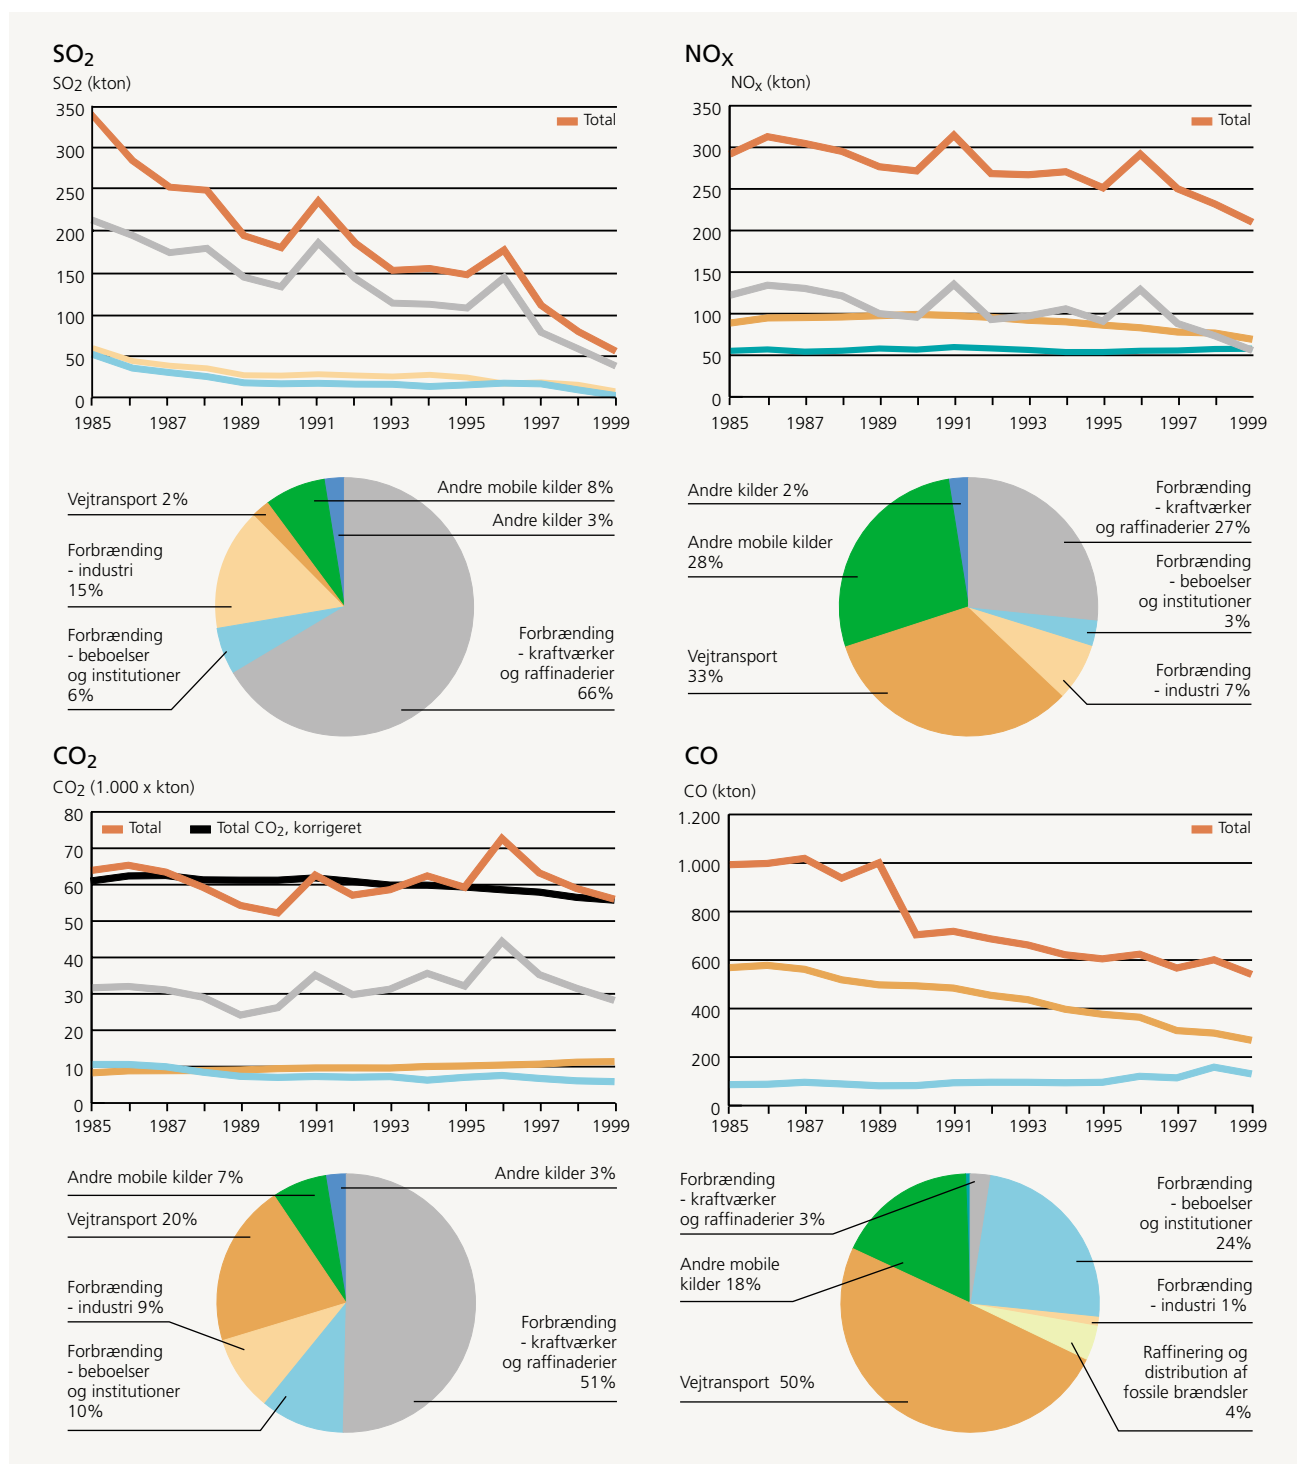 SO2
SO2 (kton)
350
300
250
200
150
100
50
0
Total
1985 1987 1989 1991 1993 1995 1997 1999
Vejtransport 2%
Forbrænding
- industri
15%
Forbrænding
- beboelser
og institutioner
6%
Andre mobile kilder 8%
Andre kilder 3%
Forbrænding
- kraftværker
og raffinaderier
66%
NOX
NOX (kton)
350
300
250
200
150
100
50
0
Total
1985 1987 1989 1991 1993 1995 1997 1999
Andre kilder 2%
Andre mobile kilder
28%
Vejtransport
33%
Forbrænding
- kraftværker
og raffinaderier 27%
Forbrænding
- beboelser
og institutioner
3%
Forbrænding
- industri 7%
CO2
CO2 (1.000 x kton)
80
70
60
50
40
30
20
10
0
Total
Total CO2, korrigeret
1985 1987 1989 1991 1993 1995 1997 1999
Andre mobile kilder 7%
Vejtransport 20%
Forbrænding
- industri 9%
Forbrænding
- beboelser
og institutioner
10%
Andre kilder 3%
Forbrænding
- kraftværker
og raffinaderier
51%
CO
CO (kton)
1.200
1.000
800
600
400
200
0
Total
1985 1987 1989 1991 1993 1995 1997 1999
Forbrænding
- kraftværker
og raffinaderier 3%
Andre mobile
kilder 18%
Vejtransport 50%
Forbrænding
- beboelser
og institutioner
24%
Forbrænding
- industri 1%
Raffinering og
distribution af
fossile brændsler
4%